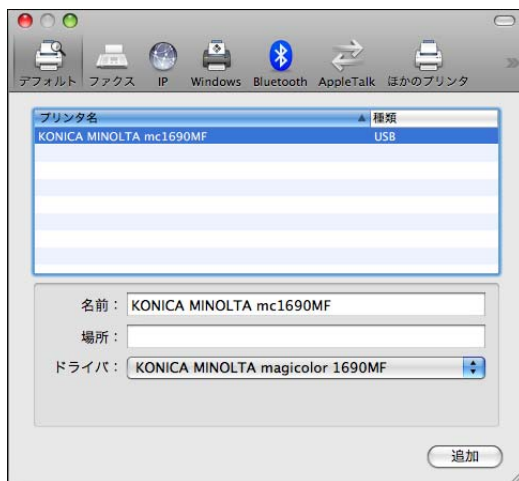 デフォルト ファクス IP Windows Bluetooth AppleTalk ほかのプリンタ
プリンタ名 種類
KONICA MINOLTA mc1690MF USB
名前： KONICA MINOLTA mc1690MF
場所：
ドライバ： KONICA MINOLTA magicolor 1690MF
追加